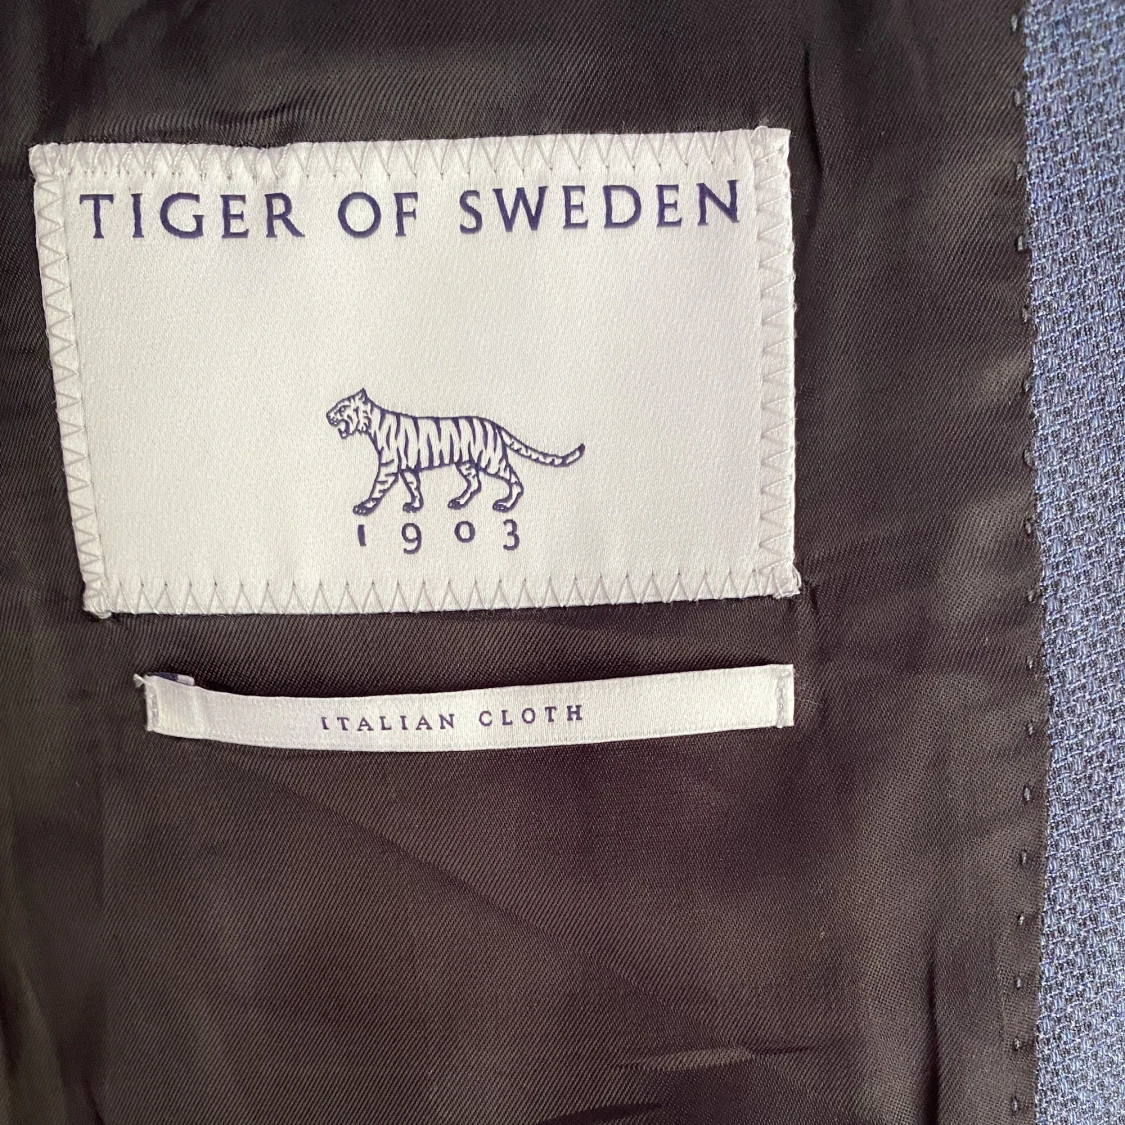 TIGER OF SWEDEN
1903
ITALIAN CLOTH